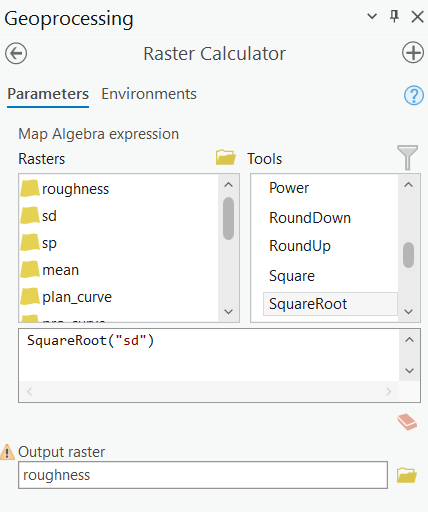 Geoprocessing
Raster Calculator
Parameters Environments
Map Algebra expression
Rasters Tools
roughness
sd
sp
mean
plan_curve
Power
RoundDown
RoundUp
Square
SquareRoot
SquareRoot("sd")
Output raster
roughness